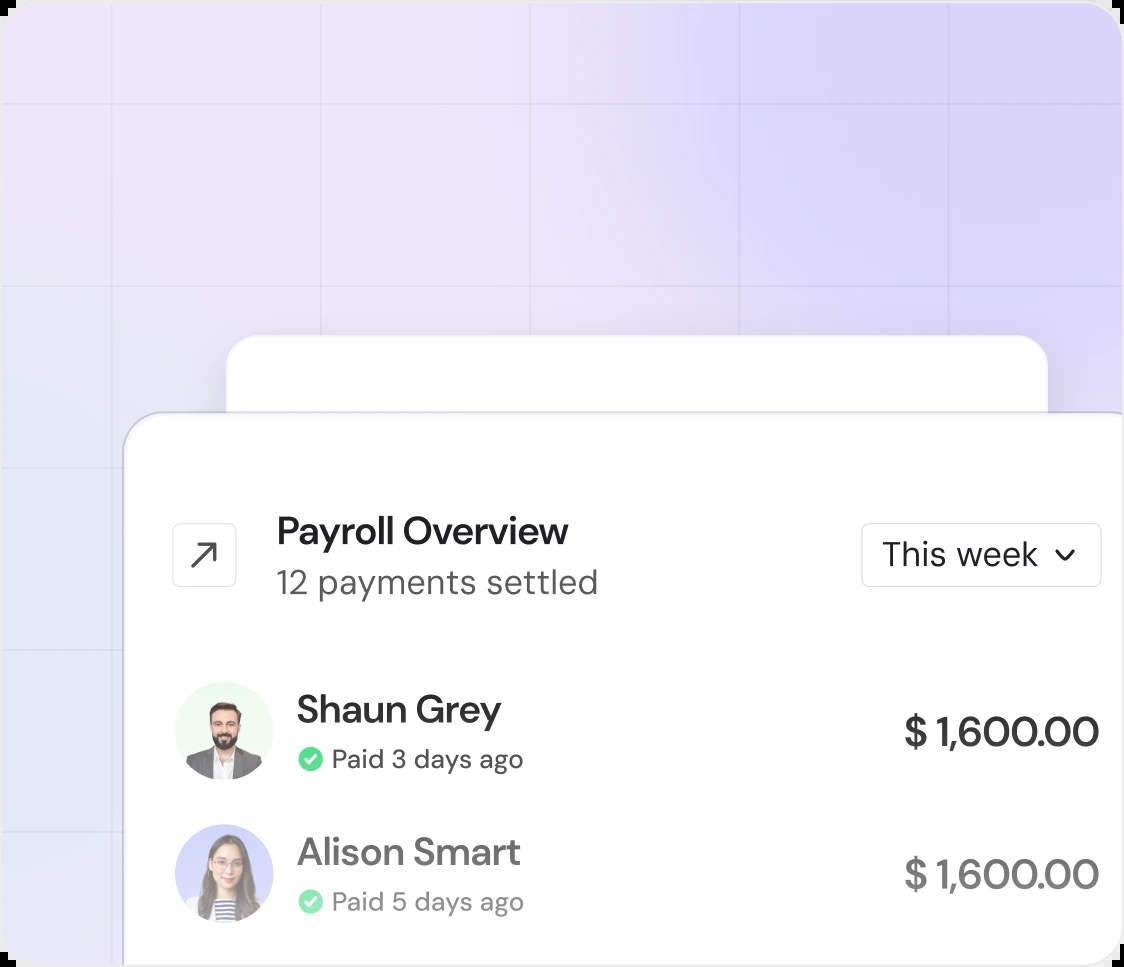 Payroll Overview
12 payments settled
This week
Shaun Grey
Paid 3 days ago
$ 1,600.00
Alison Smart
Paid 5 days ago
$ 1,600.00